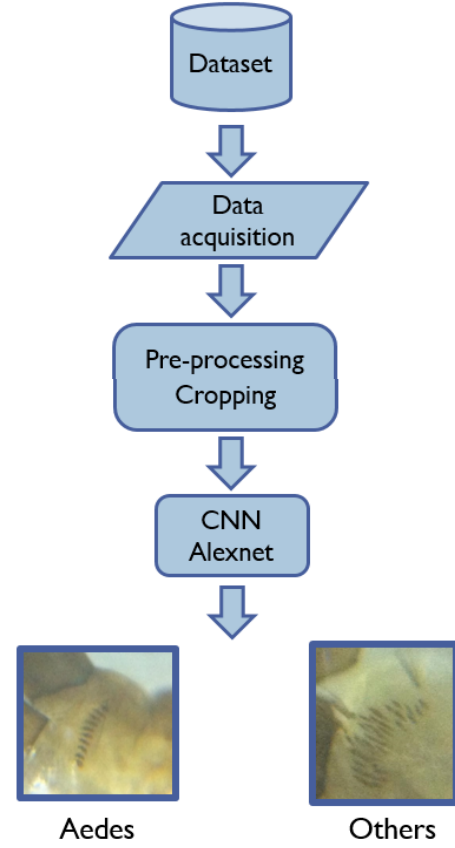 Dataset
Data
acquisition
Pre-processing
Cropping
CNN
Alexnet
Aedes
Others